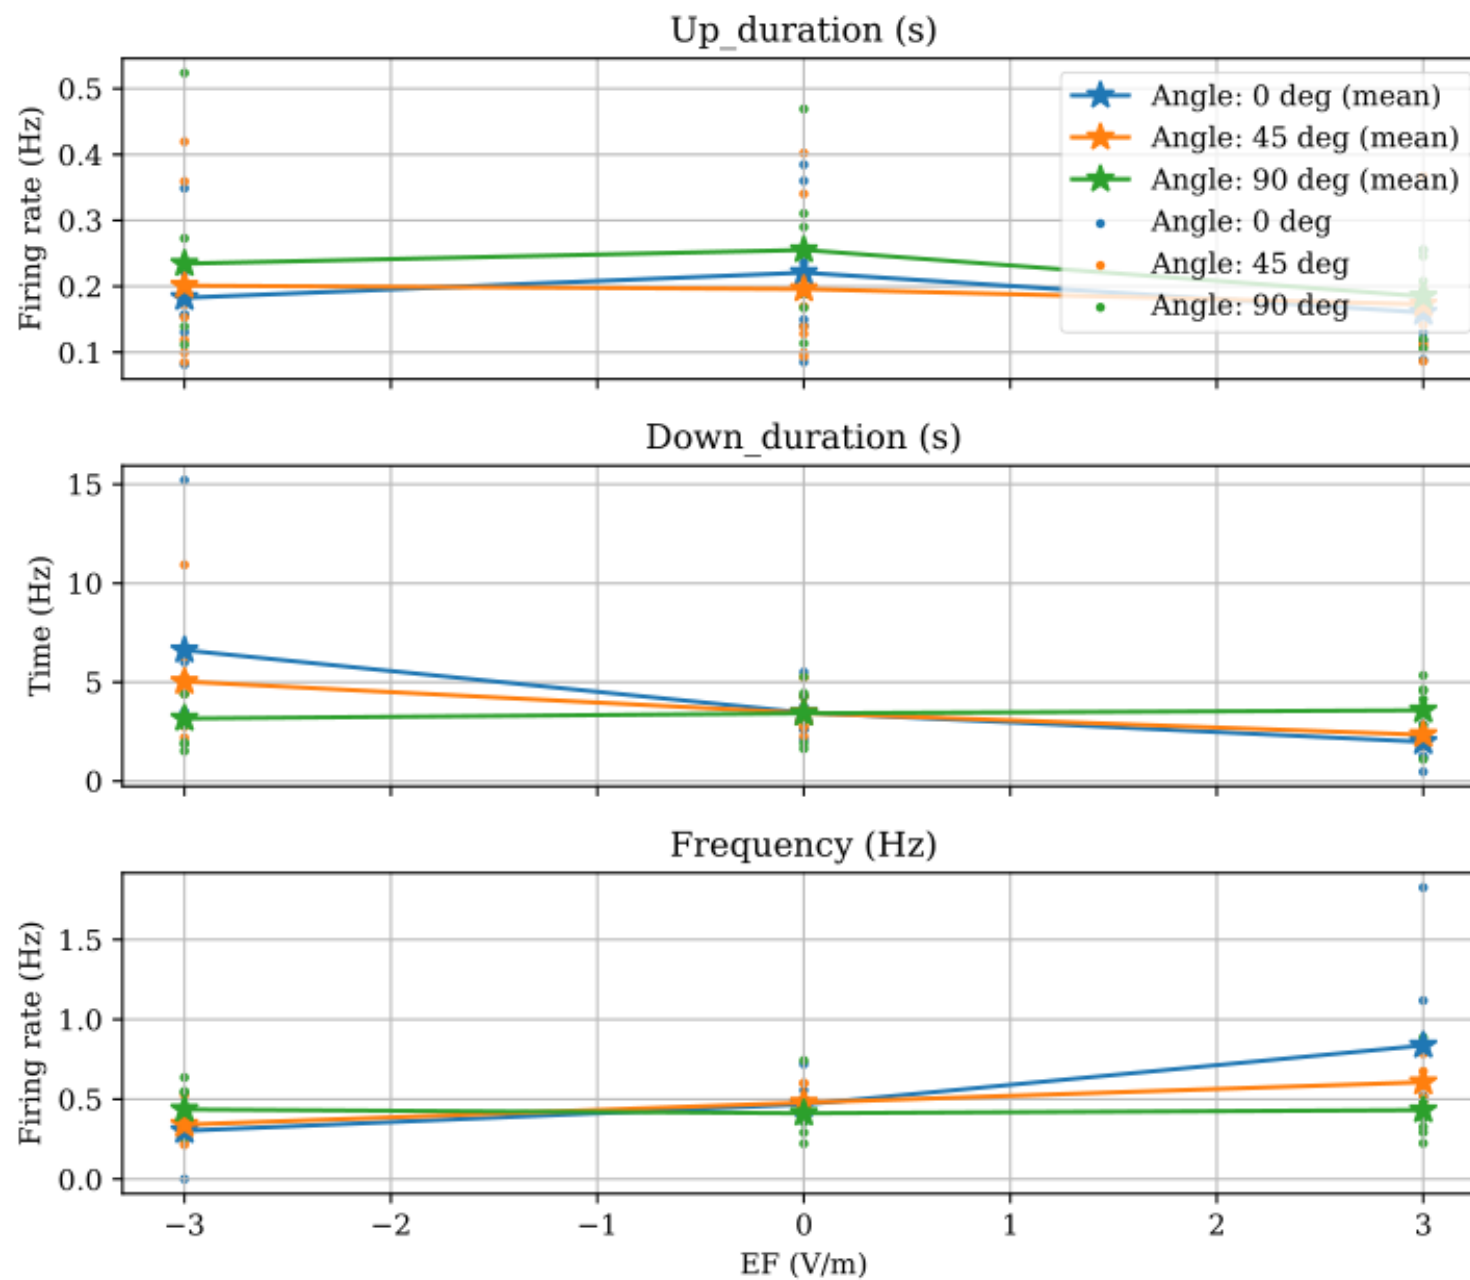 Up_duration (s)
Firing rate (Hz)
0.5
0.4
0.3
0.2
0.1
Angle: 0 deg (mean)
Angle: 45 deg (mean)
Angle: 90 deg (mean)
Angle: 0 deg
Angle: 45 deg
Angle: 90 deg
Down_duration (s)
Time (Hz)
15
10
5
0
Frequency (Hz)
Firing rate (Hz)
1.5
1.0
0.5
0.0
−3 −2 −1 0 1 2 3
EF (V/m)